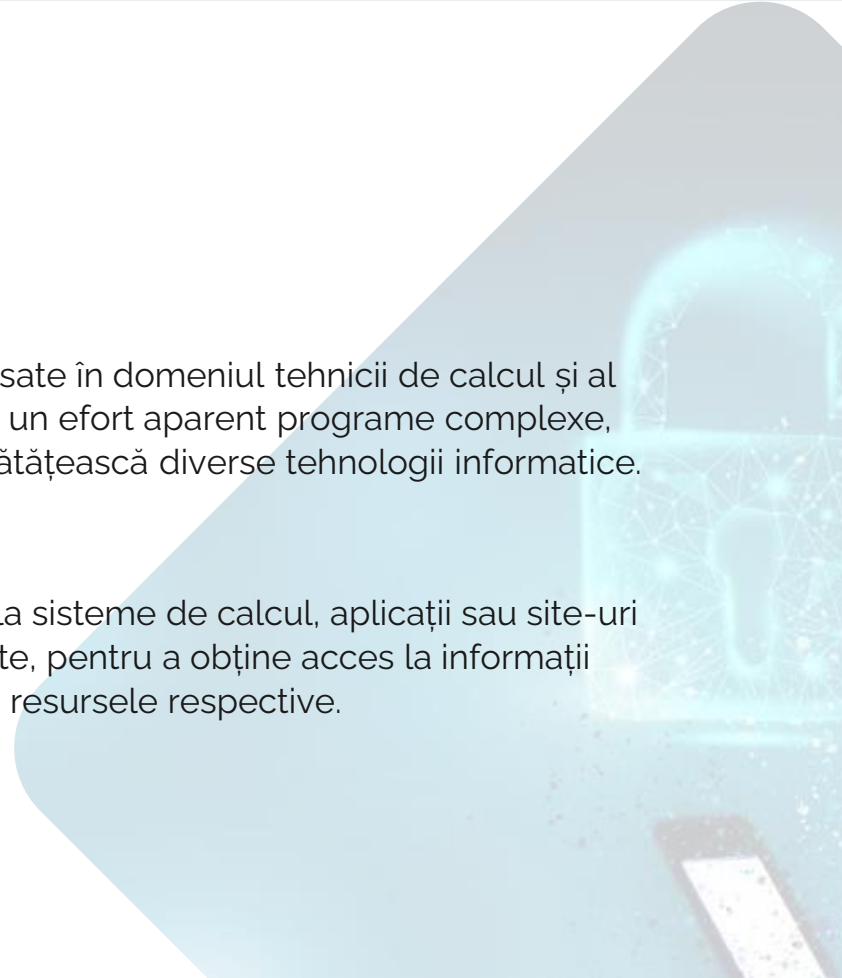 sate în domeniul tehnicii de calcul și al
un efort aparent programe complexe,
ătățească diverse tehnologii informatice.
la sisteme de calcul, aplicații sau site-uri
te, pentru a obține acces la informații
resursele respective.